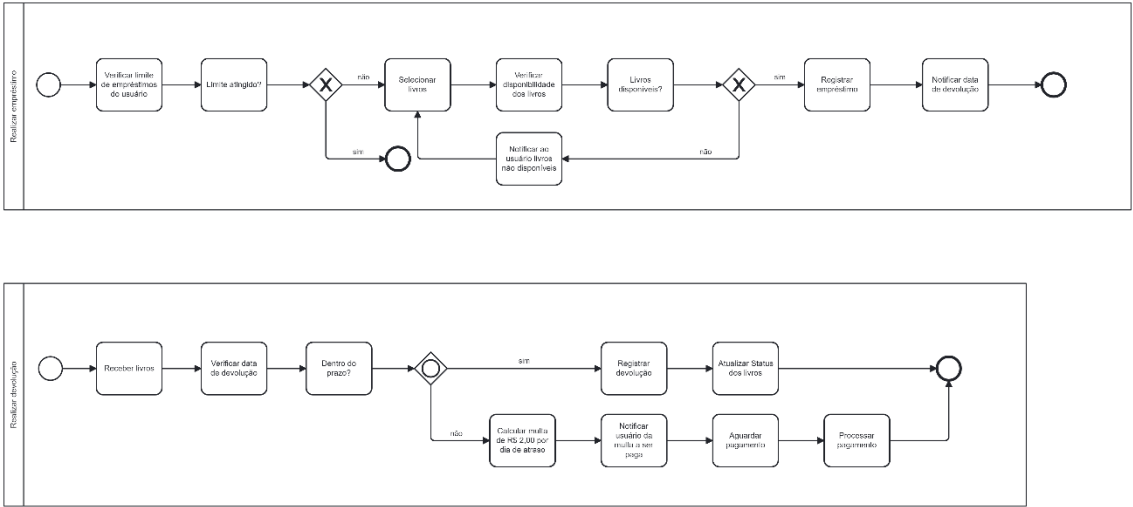 Realizar empréstimo
Verificar limite
de empréstimos
do usuário
Limite atingido?
não
sim
Selecionar
livros
Verificar
disponibilidade
dos livros
Livros
disponíveis?
sim
não
Registrar
empréstimo
Notificar data
de devolução
Notificar ao
usuário livros
não disponíveis
Realizar devolução
Receber livros
Verificar data
de devolução
Dentro do
prazo?
sim
não
Registrar
devolução
Atualizar Status
dos livros
Calcular multa
de R$ 2,00 por
dia de atraso
Notificar
usuário da
multa a ser
paga
Aguardar
pagamento
Processar
pagamento